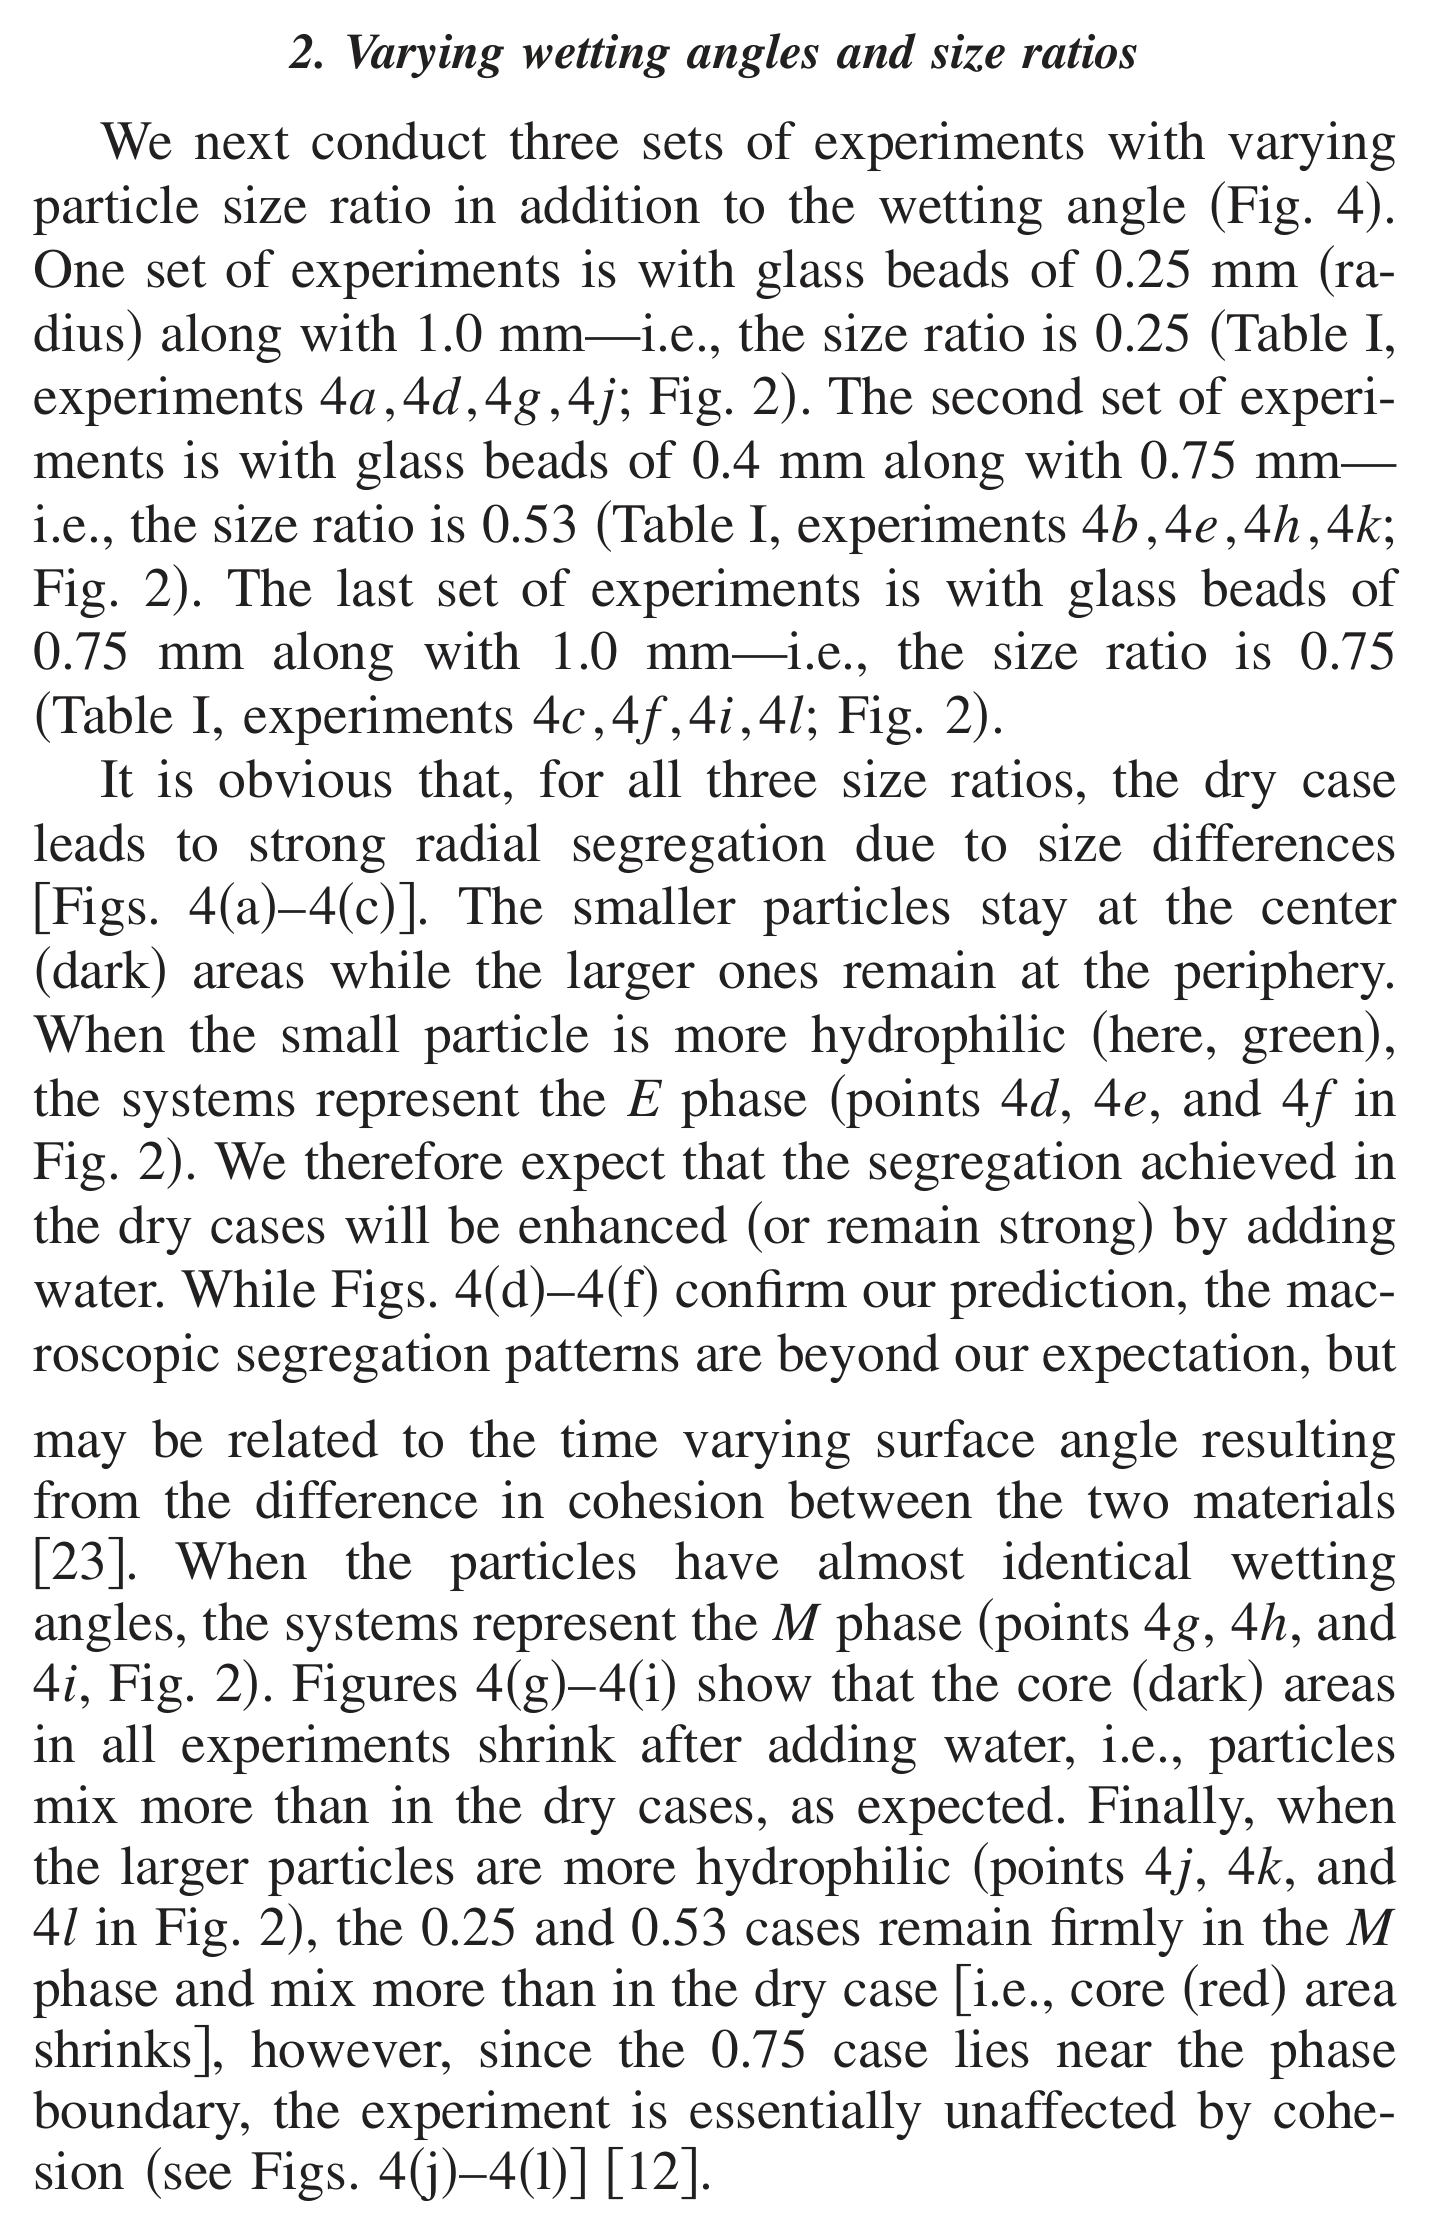 2. Varying wetting angles and size ratios
We next conduct three sets of experiments with varying
particle size ratio in addition to the wetting angle (Fig. 4).
One set of experiments is with glass beads of 0.25 mm (ra-
dius) along with 1.0 mm—i.e., the size ratio is 0.25 (Table I,
experiments 4a,4d,4g,4j; Fig. 2). The second set of experi-
ments is with glass beads of 0.4 mm along with 0.75 mm—
i.e., the size ratio is 0.53 (Table I, experiments 4b,4e,4h,4k;
Fig. 2). The last set of experiments is with glass beads of
0.75 mm along with 1.0 mm—i.e., the size ratio is 0.75
(Table I, experiments 4c,4f,4i,4l; Fig. 2).
It is obvious that, for all three size ratios, the dry case
leads to strong radial segregation due to size differences
[Figs. 4(a)–4(c)]. The smaller particles stay at the center
(dark) areas while the larger ones remain at the periphery.
When the small particle is more hydrophilic (here, green),
the systems represent the E phase (points 4d, 4e, and 4f in
Fig. 2). We therefore expect that the segregation achieved in
the dry cases will be enhanced (or remain strong) by adding
water. While Figs. 4(d)–4(f) confirm our prediction, the mac-
roscopic segregation patterns are beyond our expectation, but
may be related to the time varying surface angle resulting
from the difference in cohesion between the two materials
[23]. When the particles have almost identical wetting
angles, the systems represent the M phase (points 4g, 4h, and
4i, Fig. 2). Figures 4(g)–4(i) show that the core (dark) areas
in all experiments shrink after adding water, i.e., particles
mix more than in the dry cases, as expected. Finally, when
the larger particles are more hydrophilic (points 4j, 4k, and
4l in Fig. 2), the 0.25 and 0.53 cases remain firmly in the M
phase and mix more than in the dry case [i.e., core (red) area
shrinks], however, since the 0.75 case lies near the phase
boundary, the experiment is essentially unaffected by cohe-
sion (see Figs. 4(j)–4(l)] [12].